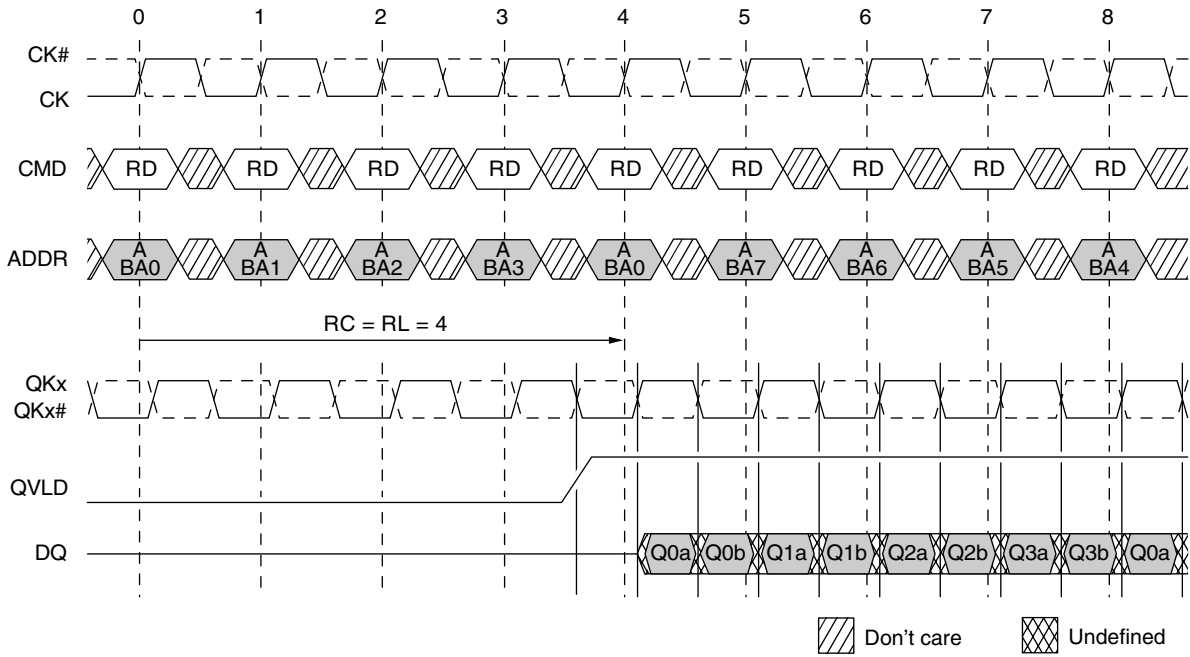 0 1 2 3 4 5 6 7 8
CK#
CK
CMD RD RD RD RD RD RD RD RD RD
ADDR A BA0 A BA1 A BA2 A BA3 A BA0 A BA7 A BA6 A BA5 A BA4
RC = RL = 4
QKx
QKx#
QVLD
DQ Q0a Q0b Q1a Q1b Q2a Q2b Q3a Q3b Q0a
Don't care Undefined